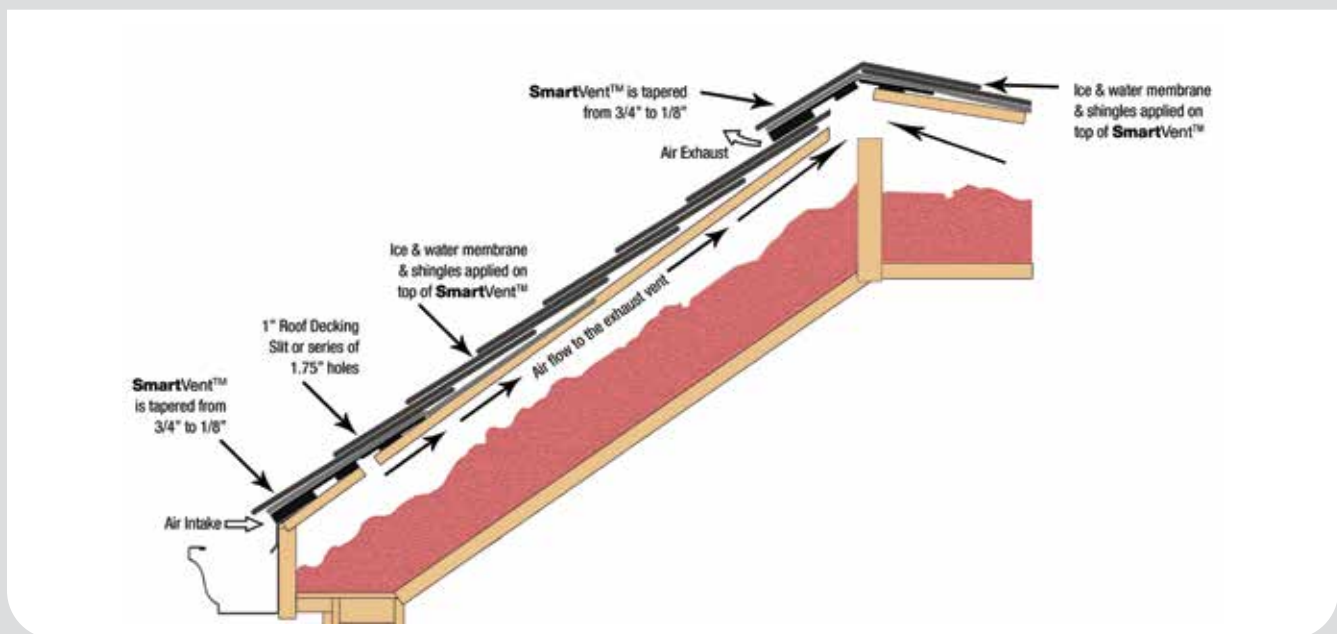 SmartVent™ is tapered
from 3/4" to 1/8"
Ice & water membrane
& shingles applied on
top of SmartVent™
Air Exhaust
Ice & water membrane
& shingles applied on
top of SmartVent™
Air flow to the exhaust vent
1" Roof Decking
Slit or series of
1.75" holes
SmartVent™
is tapered from
3/4" to 1/8"
Air Intake